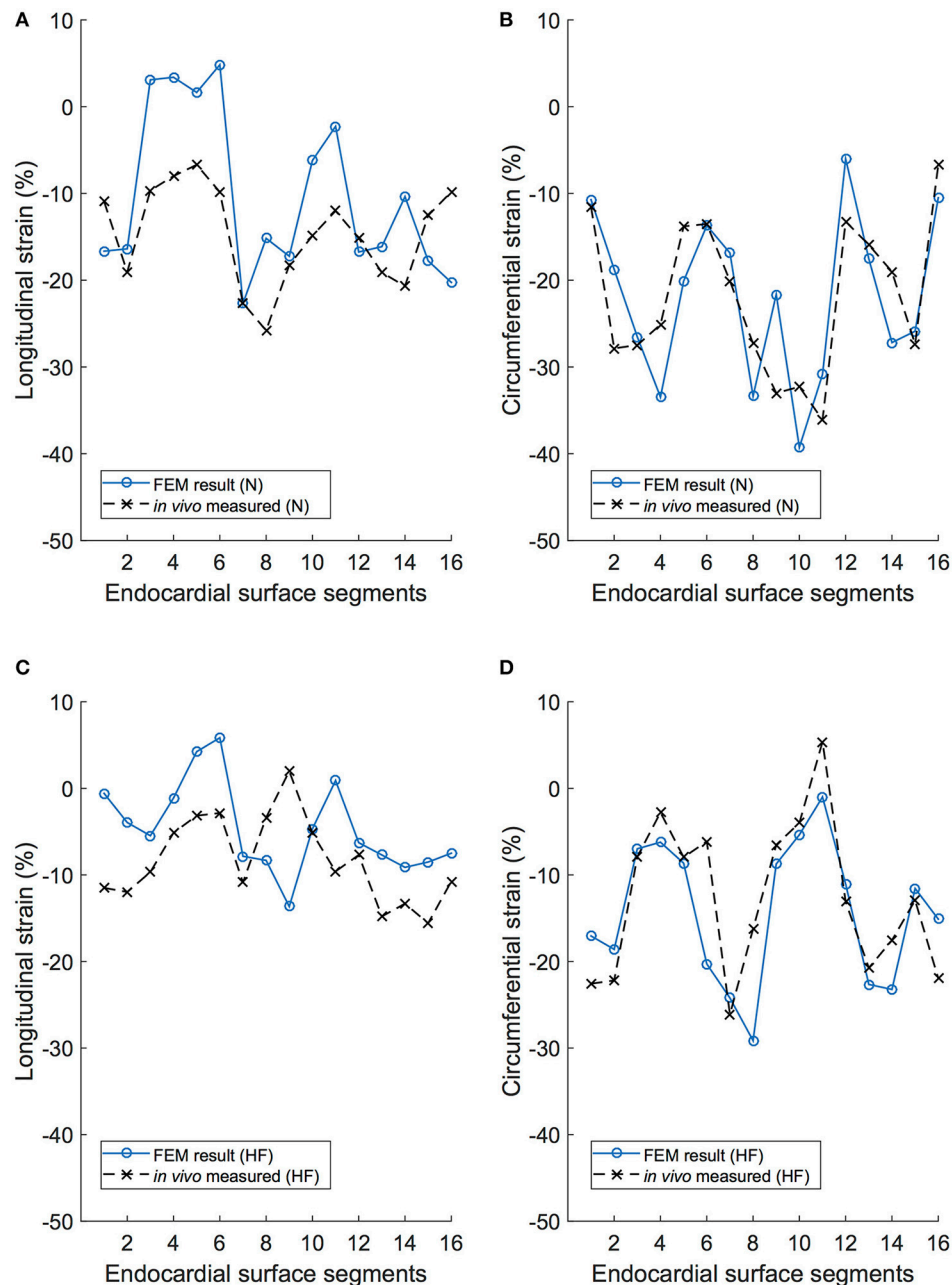 A
10
0
-10
-20
-30
-40
-50
Longitudinal strain (%)
FEM result (N)
in vivo measured (N)
2 4 6 8 10 12 14 16
Endocardial surface segments
B
10
0
-10
-20
-30
-40
-50
Circumferential strain (%)
FEM result (N)
in vivo measured (N)
2 4 6 8 10 12 14 16
Endocardial surface segments
C
10
0
-10
-20
-30
-40
-50
Longitudinal strain (%)
FEM result (HF)
in vivo measured (HF)
2 4 6 8 10 12 14 16
Endocardial surface segments
D
10
0
-10
-20
-30
-40
-50
Circumferential strain (%)
FEM result (HF)
in vivo measured (HF)
2 4 6 8 10 12 14 16
Endocardial surface segments